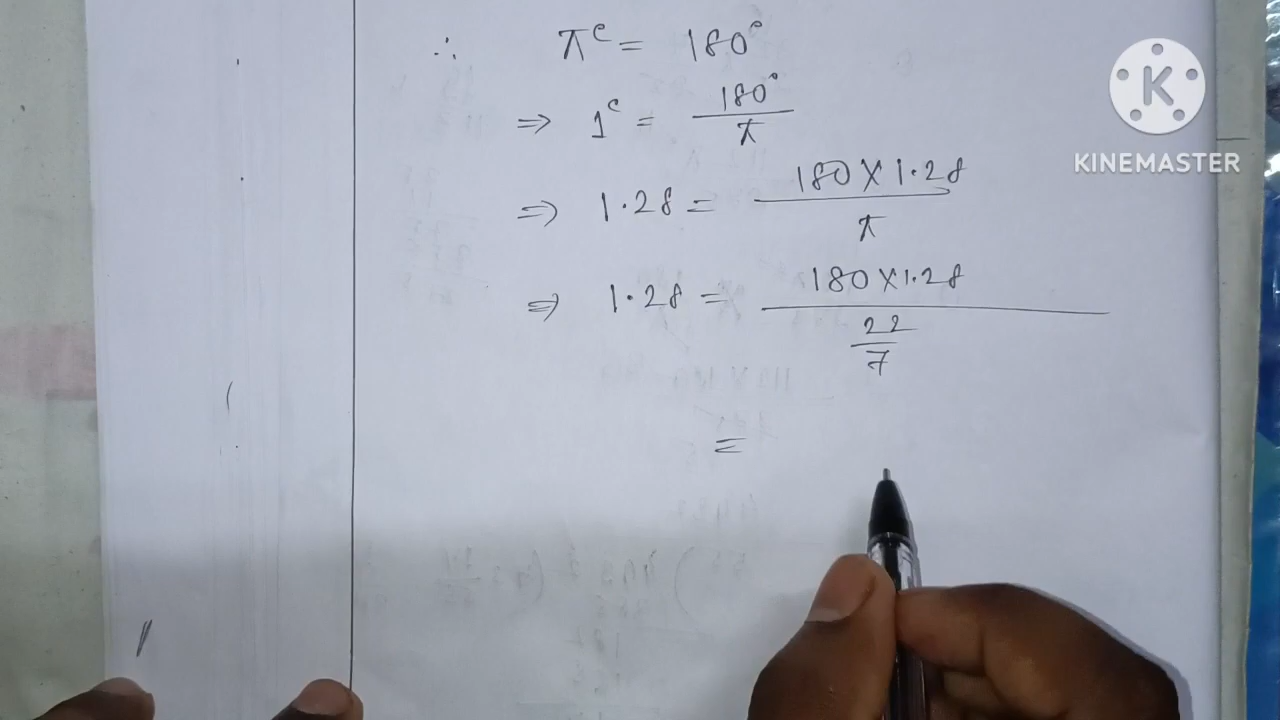 ∴ π^c = 180°
⇒ 1^c = 180°/π
⇒ 1.28 = 180×1.28/π
⇒ 1.28 = 180×1.28/(22/7)
=
K
KINEMASTER